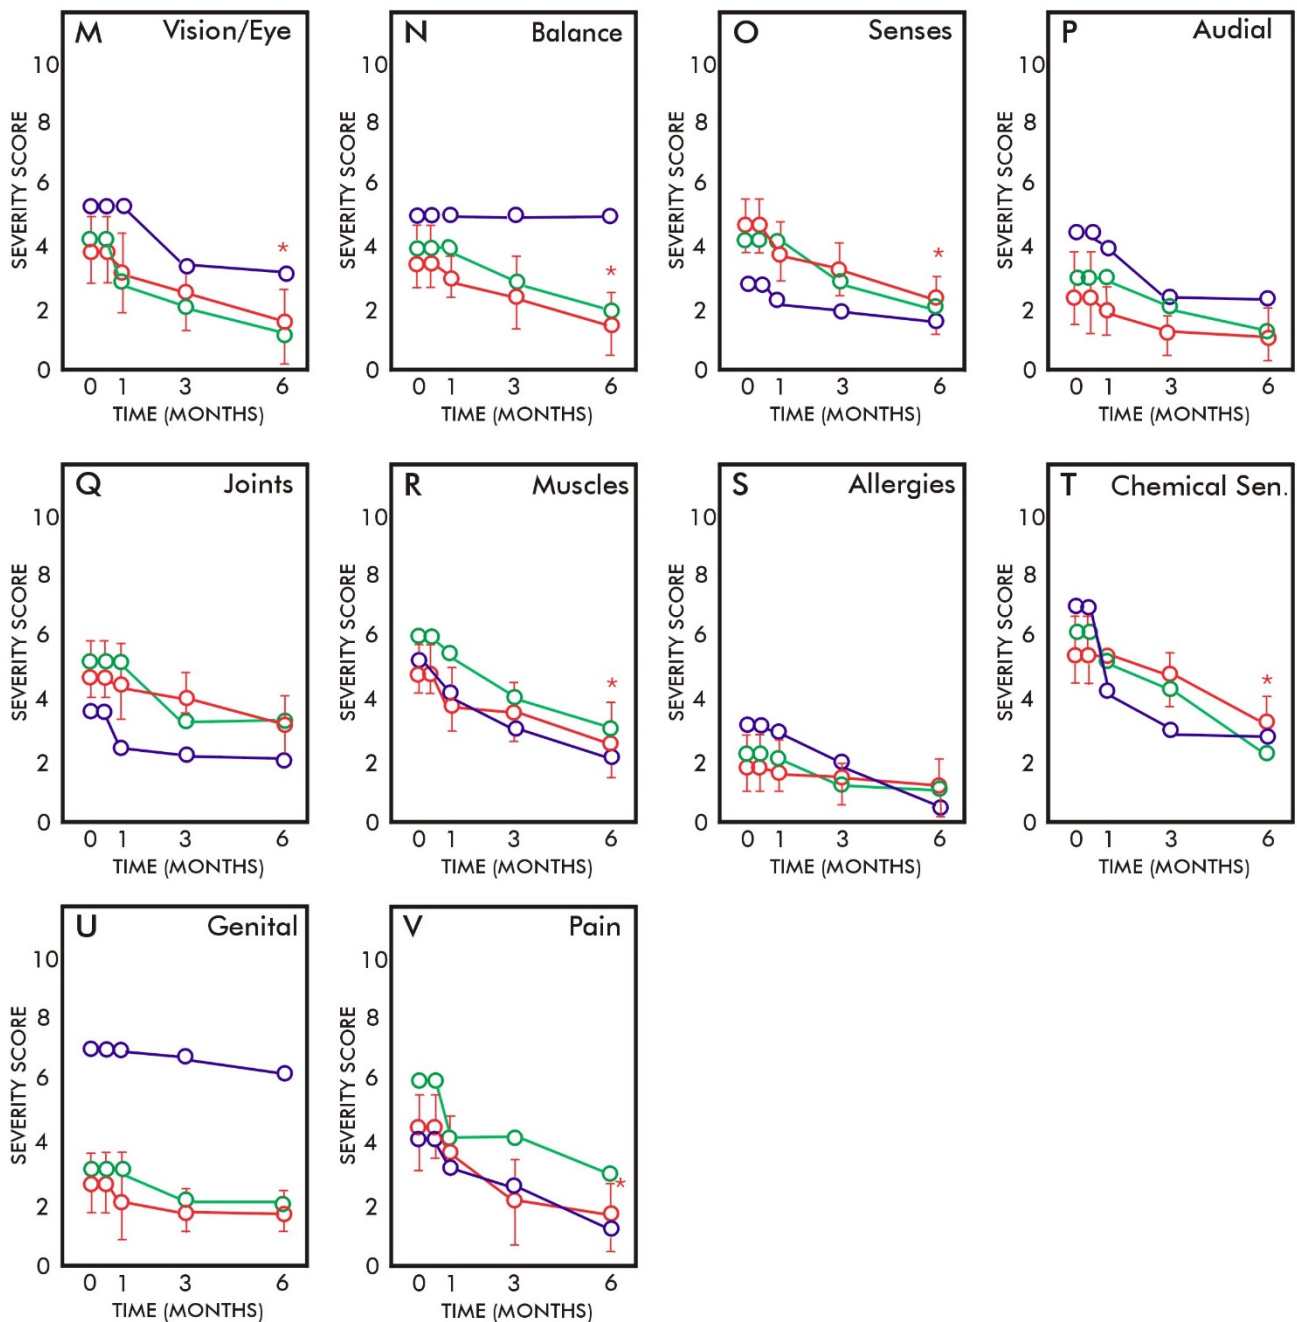 M Vision/Eye
10
8
6
4
2
0
SEVERITY SCORE
*
0 1 3 6
TIME (MONTHS)
N Balance
10
8
6
4
2
0
SEVERITY SCORE
*
0 1 3 6
TIME (MONTHS)
O Senses
10
8
6
4
2
0
SEVERITY SCORE
*
0 1 3 6
TIME (MONTHS)
P Audial
10
8
6
4
2
0
SEVERITY SCORE
0 1 3 6
TIME (MONTHS)
Q Joints
10
8
6
4
2
0
SEVERITY SCORE
0 1 3 6
TIME (MONTHS)
R Muscles
10
8
6
4
2
0
SEVERITY SCORE
*
0 1 3 6
TIME (MONTHS)
S Allergies
10
8
6
4
2
0
SEVERITY SCORE
0 1 3 6
TIME (MONTHS)
T Chemical Sen.
10
8
6
4
2
0
SEVERITY SCORE
*
0 1 3 6
TIME (MONTHS)
U Genital
10
8
6
4
2
0
SEVERITY SCORE
0 1 3 6
TIME (MONTHS)
V Pain
10
8
6
4
2
0
SEVERITY SCORE
*
0 1 3 6
TIME (MONTHS)